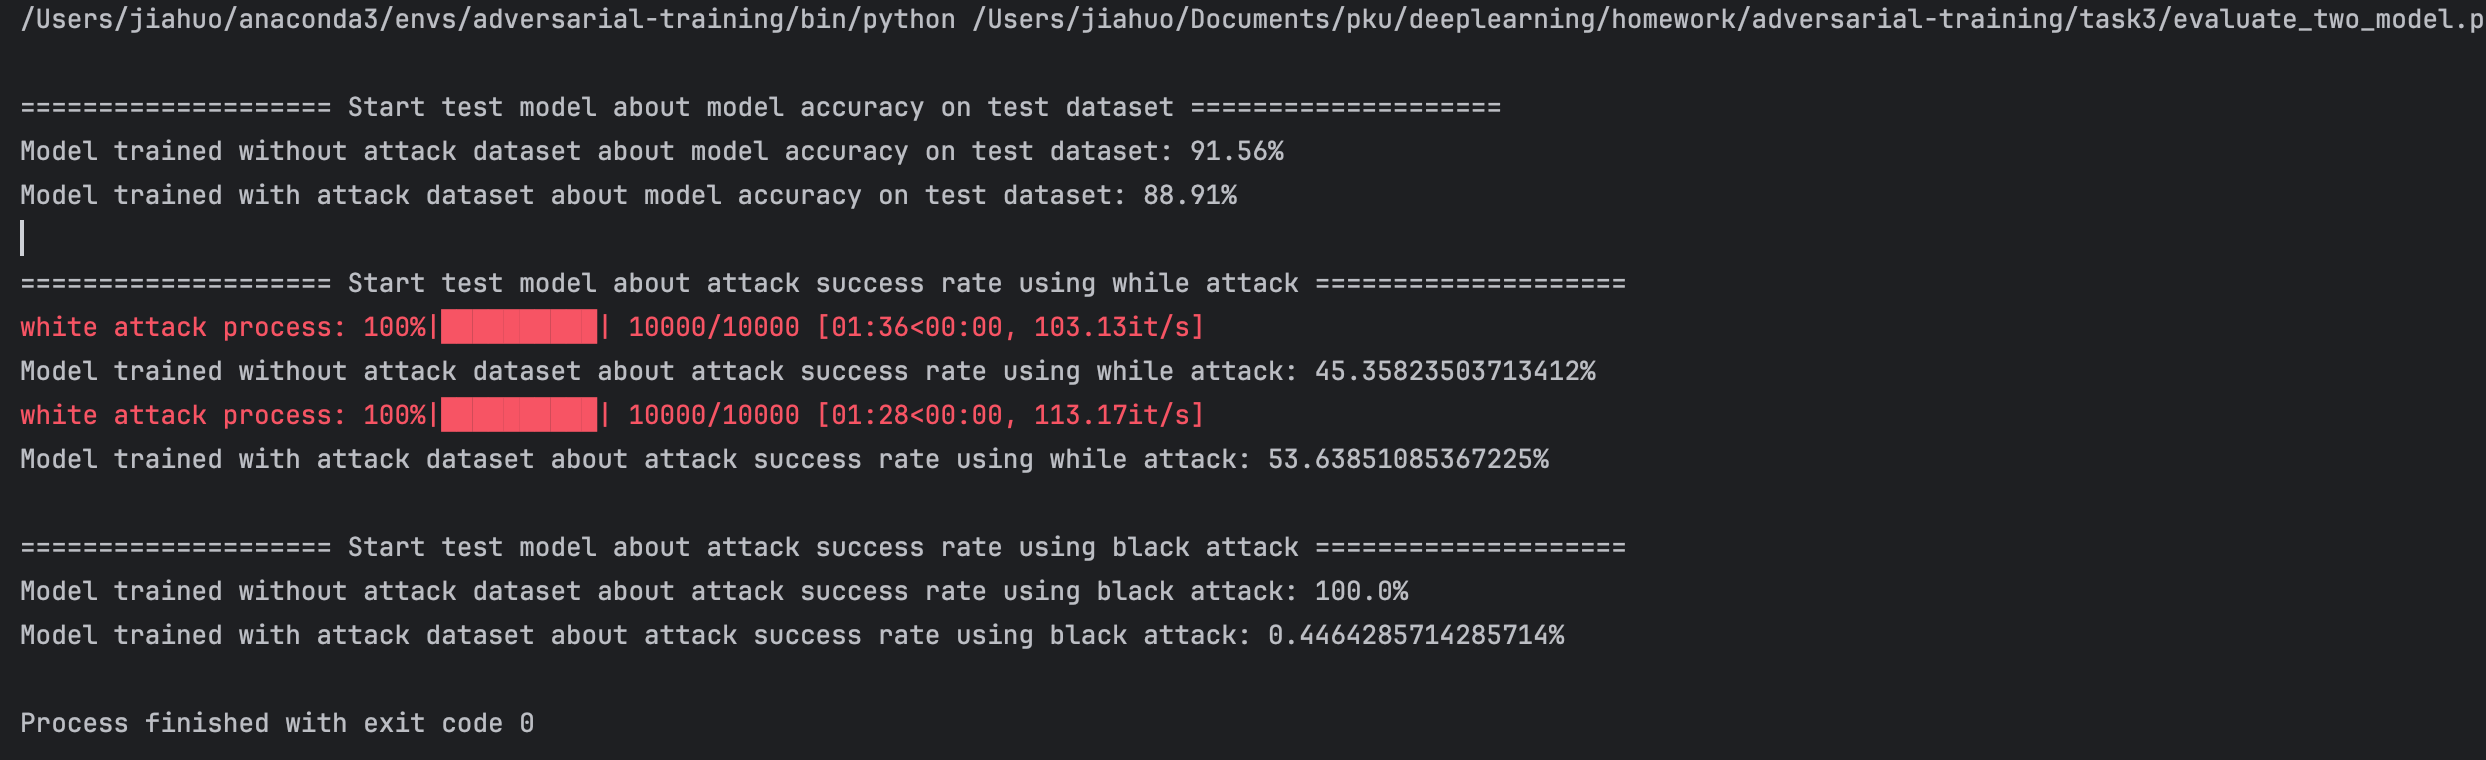 /Users/jiahuo/anaconda3/envs/adversarial-training/bin/python /Users/jiahuo/Documents/pku/deeplearning/homework/adversarial-training/task3/evaluate_two_model.p
==================== Start test model about model accuracy on test dataset ====================
Model trained without attack dataset about model accuracy on test dataset: 91.56%
Model trained with attack dataset about model accuracy on test dataset: 88.91%
==================== Start test model about attack success rate using while attack ====================
white attack process: 100%|██████████| 10000/10000 [01:36<00:00, 103.13it/s]
Model trained without attack dataset about attack success rate using while attack: 45.35823503713412%
white attack process: 100%|██████████| 10000/10000 [01:28<00:00, 113.17it/s]
Model trained with attack dataset about attack success rate using while attack: 53.63851085367225%
==================== Start test model about attack success rate using black attack ====================
Model trained without attack dataset about attack success rate using black attack: 100.0%
Model trained with attack dataset about attack success rate using black attack: 0.4464285714285714%
Process finished with exit code 0